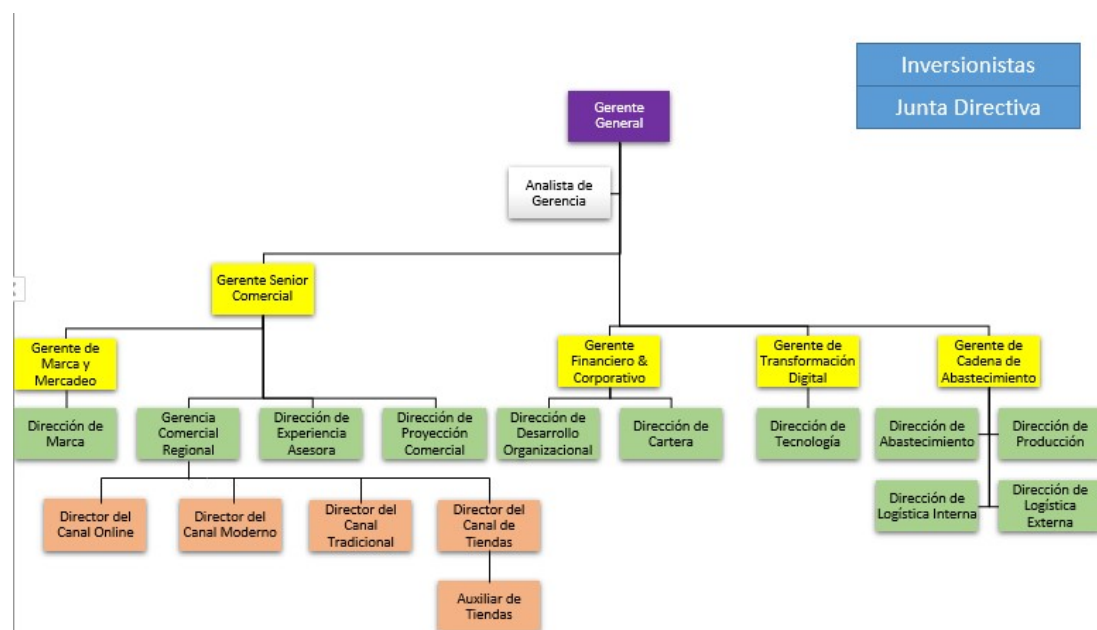 Inversionistas
Junta Directiva
Gerente
General
Analista de
Gerencia
Gerente Senior
Comercial
Gerente de
Marca y
Mercadeo
Gerente
Financiero &
Corporativo
Gerente de
Transformación
Digital
Gerente de
Cadena de
Abastecimiento
Dirección de
Marca
Gerencia
Comercial
Regional
Dirección de
Experiencia
Asesora
Dirección de
Proyección
Comercial
Dirección de
Desarrollo
Organizacional
Dirección de
Cartera
Dirección de
Tecnología
Dirección de
Abastecimiento
Dirección de
Producción
Dirección de
Logística Interna
Dirección de
Logística
Externa
Director del
Canal Online
Director del
Canal Moderno
Director del
Canal
Tradicional
Director del
Canal de
Tiendas
Auxiliar de
Tiendas